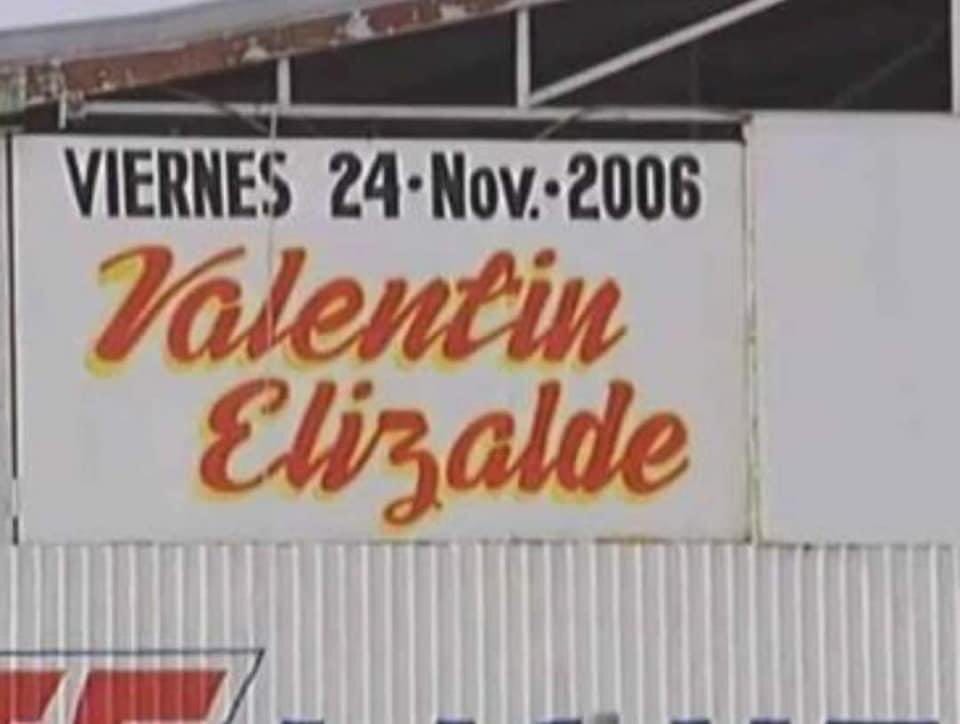 VIERNES 24·Nov.·2006
Valentin
Elizalde